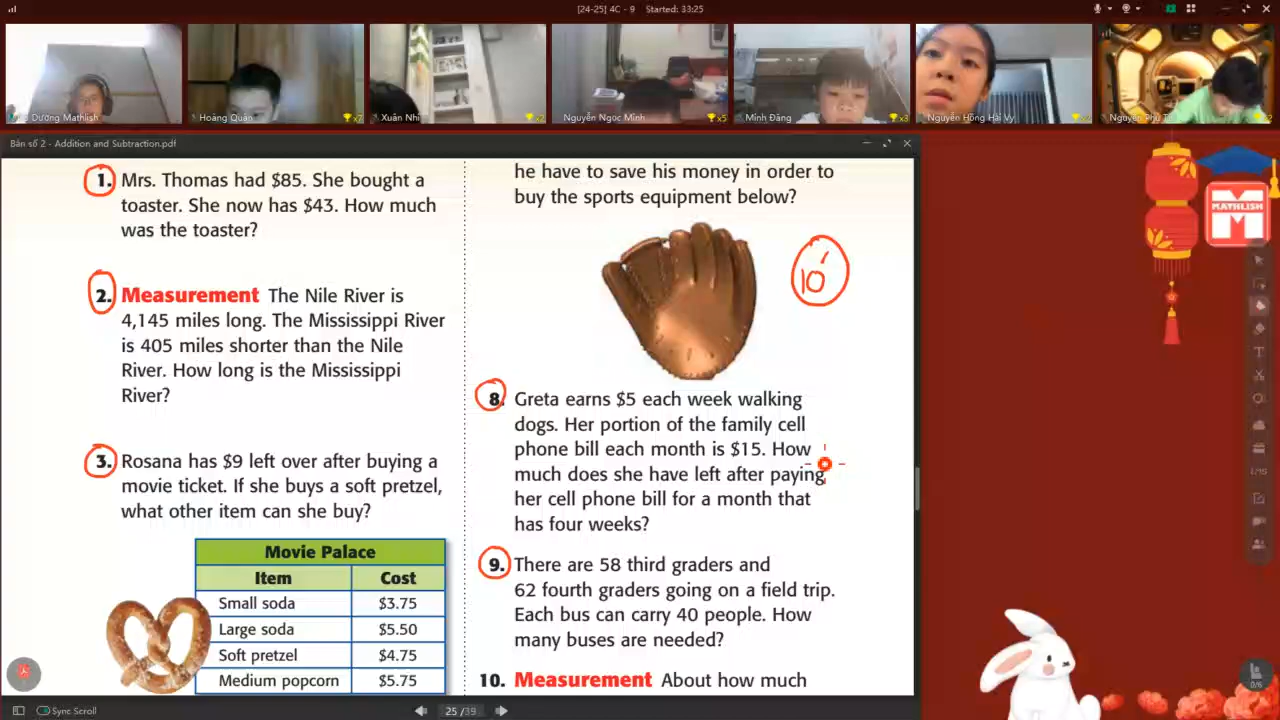 [24-25] 4C - 9 Started: 33:25
Dương Mathlish
Hoàng Quân
x7
Xuân Nhi
x2
Nguyễn Ngọc Minh
x5
Minh Đăng
x3
Nguyễn Hồng Hải Vy
Bản số 2 - Addition and Subtraction.pdf
1. Mrs. Thomas had $85. She bought a
toaster. She now has $43. How much
was the toaster?
2. Measurement The Nile River is
4,145 miles long. The Mississippi River
is 405 miles shorter than the Nile
River. How long is the Mississippi
River?
3. Rosana has $9 left over after buying a
movie ticket. If she buys a soft pretzel,
what other item can she buy?
Movie Palace
Item Cost
Small soda $3.75
Large soda $5.50
Soft pretzel $4.75
Medium popcorn $5.75
he have to save his money in order to
buy the sports equipment below?
10'
8. Greta earns $5 each week walking
dogs. Her portion of the family cell
phone bill each month is $15. How
much does she have left after paying
her cell phone bill for a month that
has four weeks?
9. There are 58 third graders and
62 fourth graders going on a field trip.
Each bus can carry 40 people. How
many buses are needed?
10. Measurement About how much
MATHLISH
M
Sync Scroll
25 /39
0/6